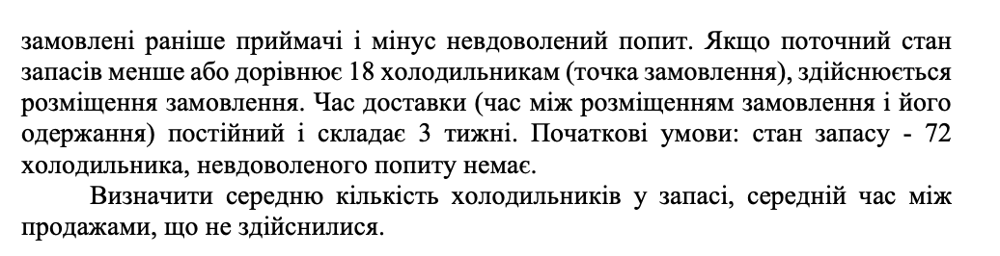 замовлені раніше приймачі і мінус невдоволений попит. Якщо поточний стан
запасів менше або дорівнює 18 холодильникам (точка замовлення), здійснюється
розміщення замовлення. Час доставки (час між розміщенням замовлення і його
одержання) постійний і складає 3 тижні. Початкові умови: стан запасу - 72
холодильника, невдоволеного попиту немає.
Визначити середню кількість холодильників у запасі, середній час між
продажами, що не здійснилися.